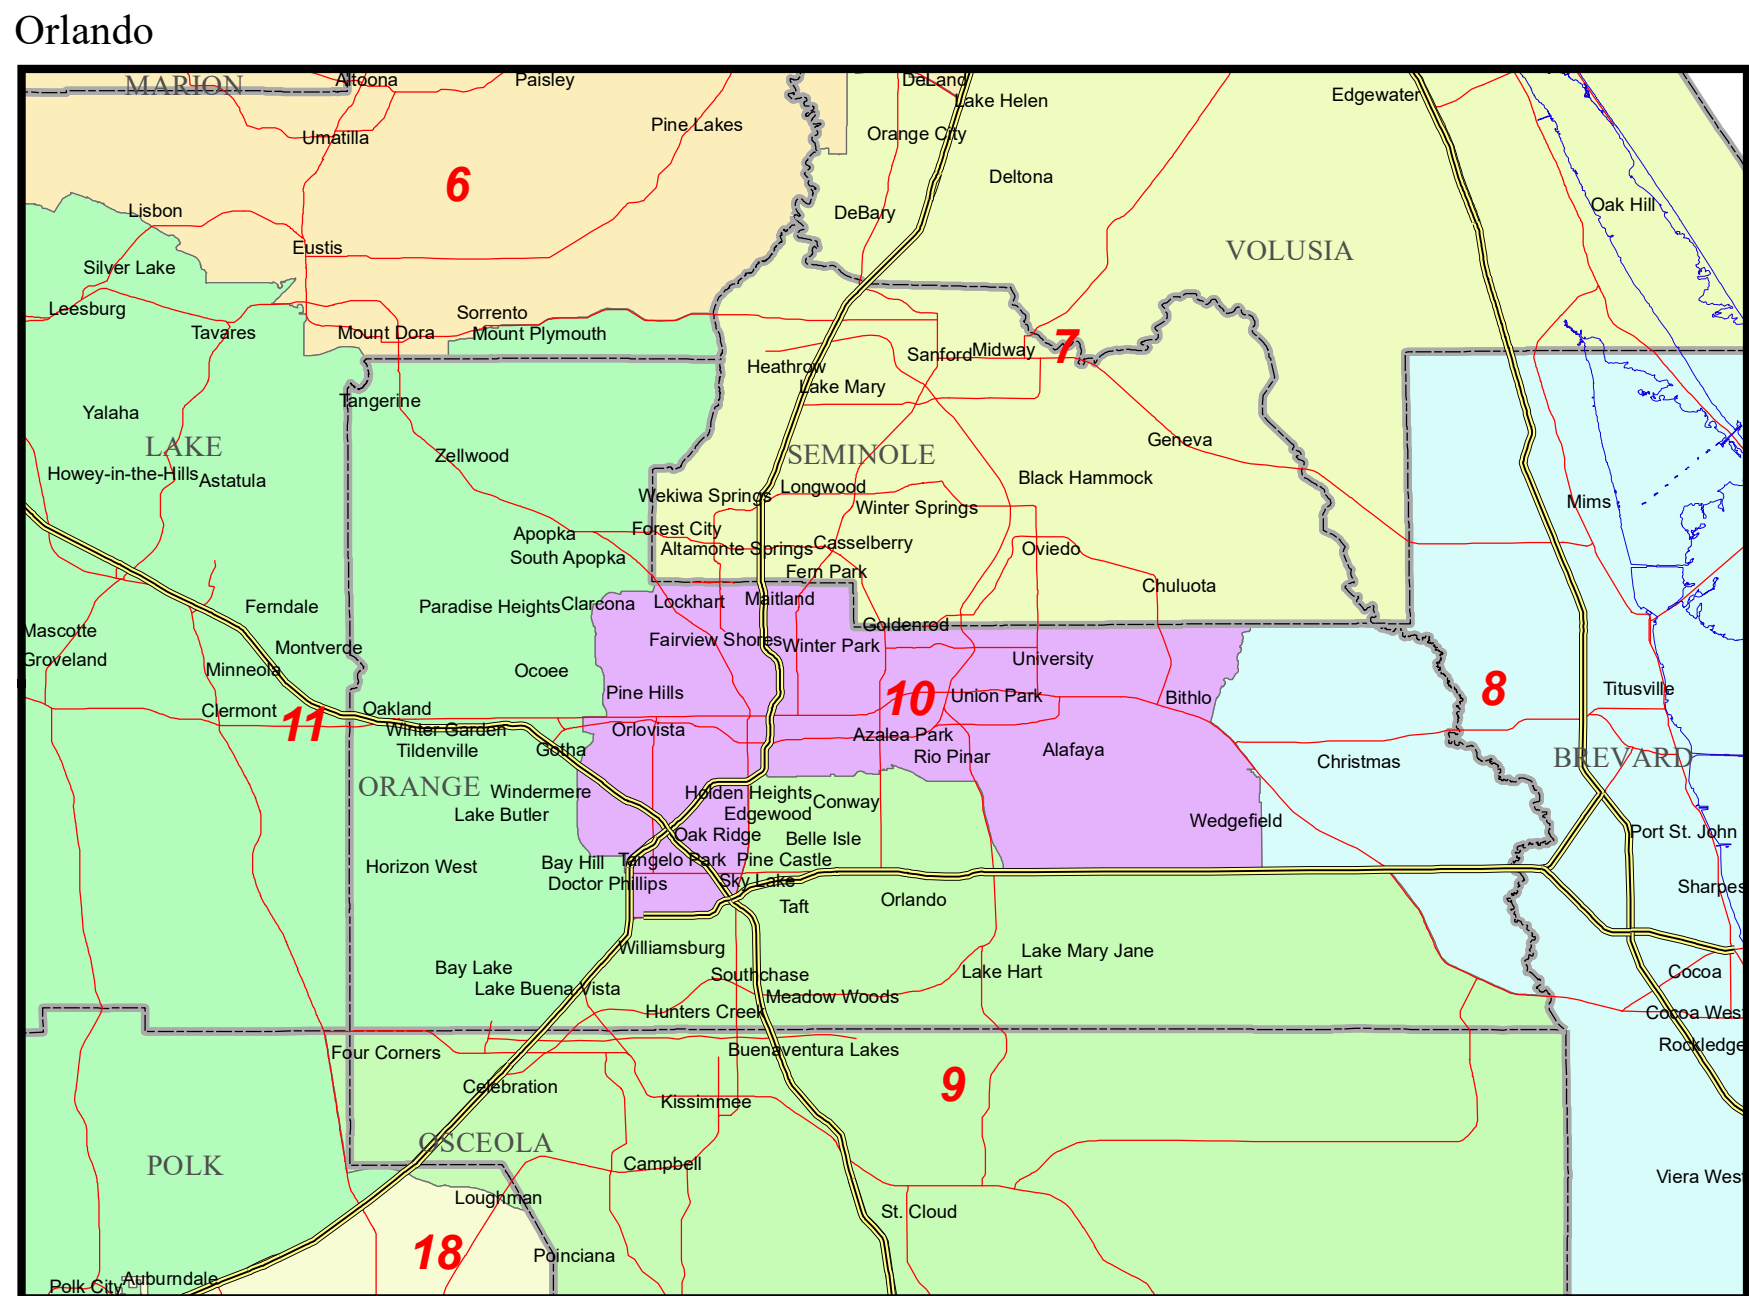 Orlando
MARION
Altoona
Paisley
DeLand
Lake Helen
Edgewater
Umatilla
Pine Lakes
Orange City
6
Deltona
Lisbon
DeBary
Oak Hill
Eustis
VOLUSIA
Silver Lake
Leesburg
Tavares
Mount Dora
Sorrento
Mount Plymouth
7
Sanford
Midway
Heathrow
Lake Mary
Tangerine
Yalaha
LAKE
Zellwood
SEMINOLE
Geneva
Howey-in-the-Hills
Astatula
Black Hammock
Wekiwa Springs
Longwood
Winter Springs
Mims
Apopka
Forest City
South Apopka
Altamonte Springs
Casselberry
Oviedo
Fern Park
Chuluota
Ferndale
Paradise Heights
Clarcona
Lockhart
Maitland
Goldenrod
Mascotte
Montverde
Fairview Shores
Winter Park
Groveland
Minneola
Ocoee
University
Pine Hills
10
Union Park
Bithlo
8
Titusville
Clermont
11
Oakland
Winter Garden
Orlovista
Azalea Park
Tildenville
Gotha
Rio Pinar
Alafaya
Christmas
BREVARD
ORANGE
Windermere
Holden Heights
Conway
Lake Butler
Edgewood
Wedgefield
Oak Ridge
Belle Isle
Port St. John
Horizon West
Bay Hill
Tangelo Park
Pine Castle
Doctor Phillips
Sky Lake
Sharpes
Taft
Orlando
Williamsburg
Lake Mary Jane
Bay Lake
Southchase
Lake Hart
Cocoa
Lake Buena Vista
Meadow Woods
Hunters Creek
Cocoa West
Four Corners
Buenaventura Lakes
Rockledge
Celebration
9
Kissimmee
OSCEOLA
POLK
Campbell
Viera West
Loughman
St. Cloud
18
Poinciana
Polk City
Auburndale